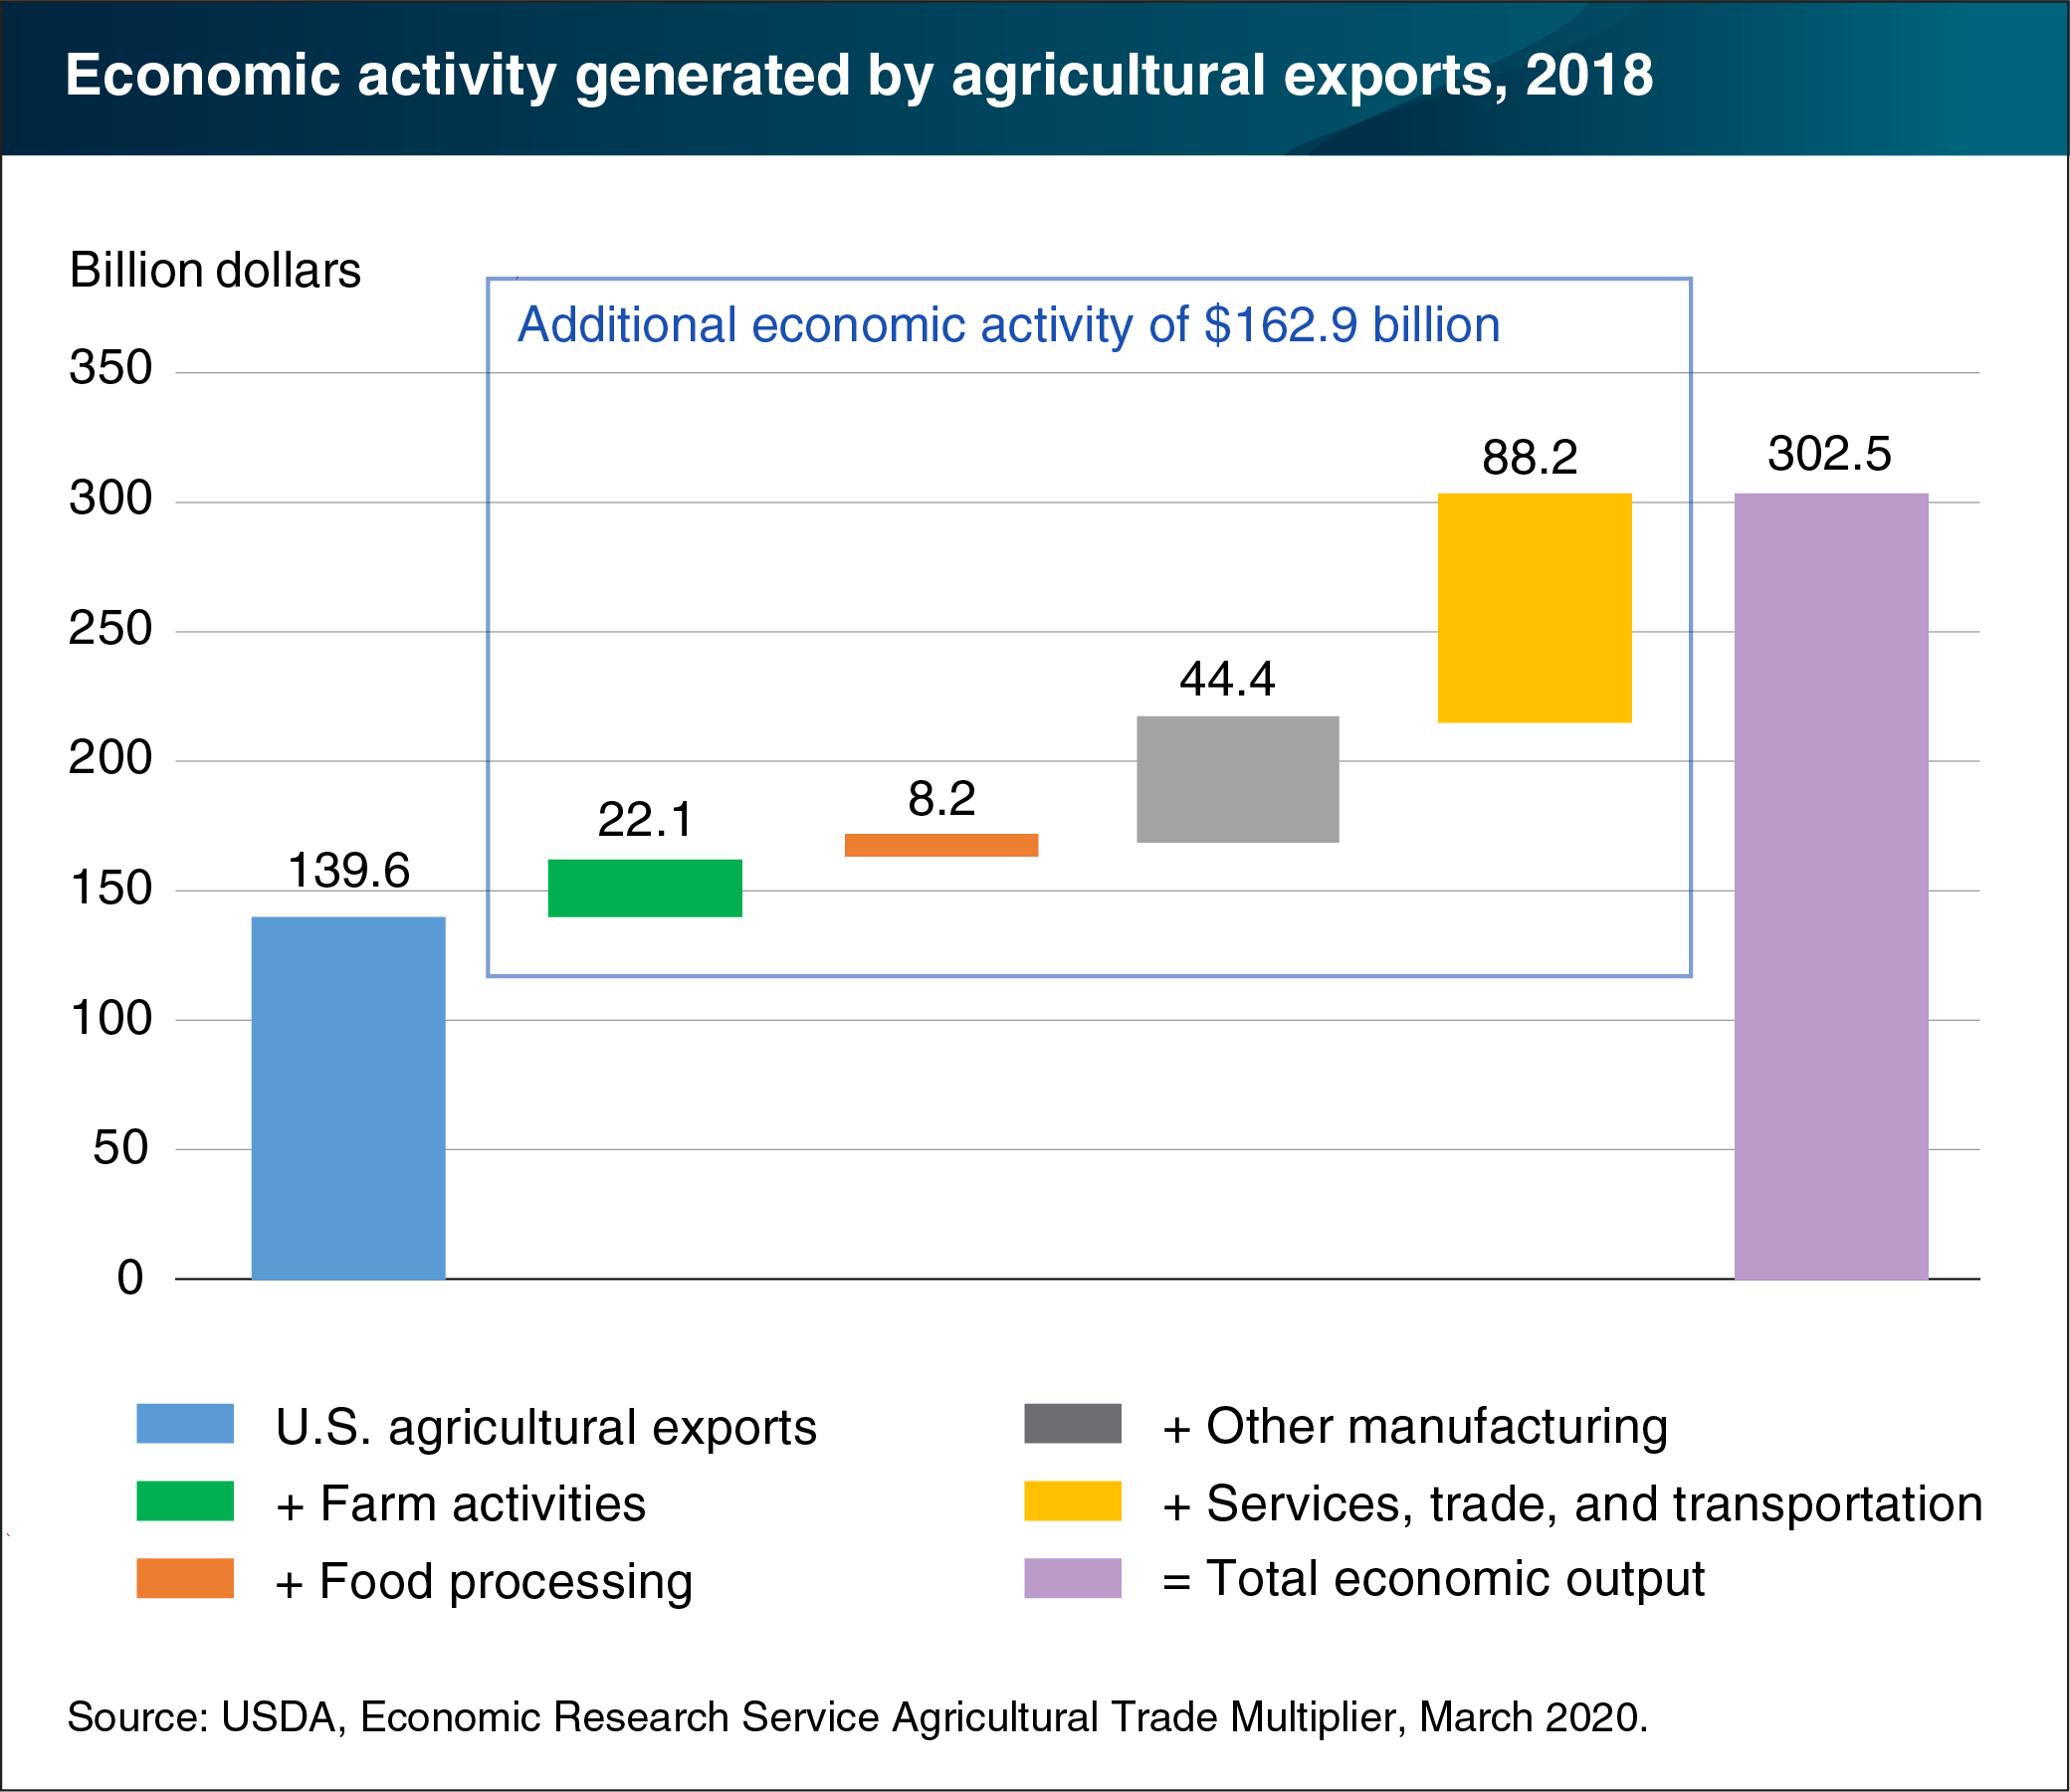 Economic activity generated by agricultural exports, 2018
Billion dollars
Additional economic activity of $162.9 billion
350
300
250
200
150
100
50
0
139.6
22.1
8.2
44.4
88.2
302.5
U.S. agricultural exports
+ Farm activities
+ Food processing
+ Other manufacturing
+ Services, trade, and transportation
= Total economic output
Source: USDA, Economic Research Service Agricultural Trade Multiplier, March 2020.